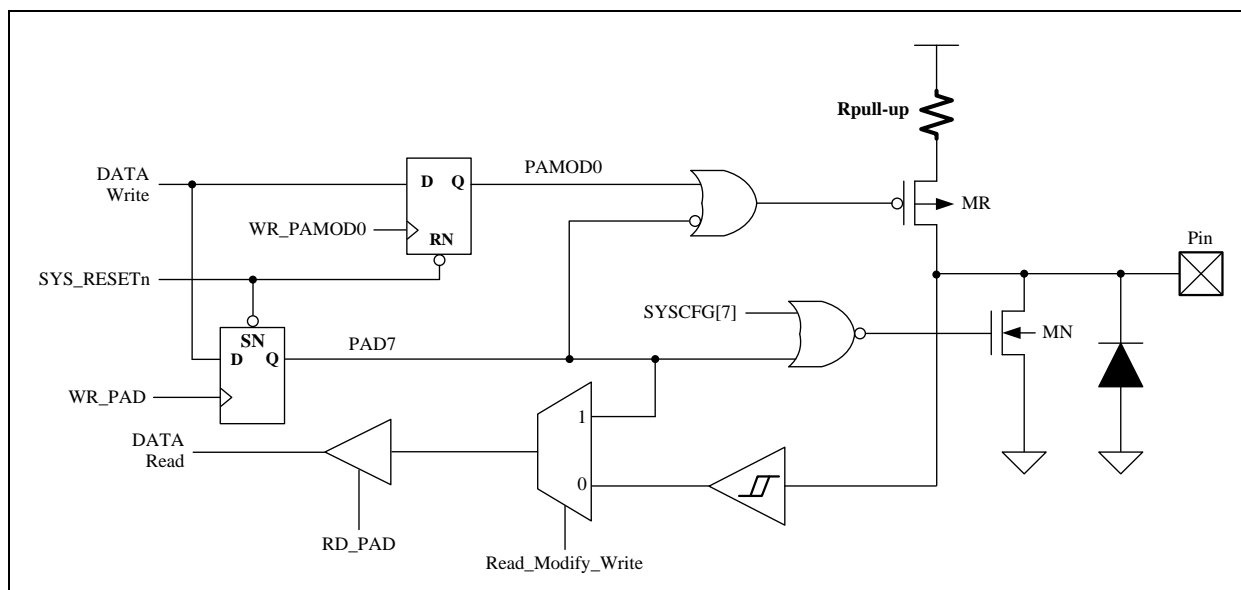 Rpull-up
PAMOD0
DATA
Write
D Q
MR
WR_PAMOD0
RN
Pin
SYS_RESETn
SYSCFG[7]
SN
PAD7
MN
D Q
WR_PAD
1
DATA
Read
0
RD_PAD
Read_Modify_Write